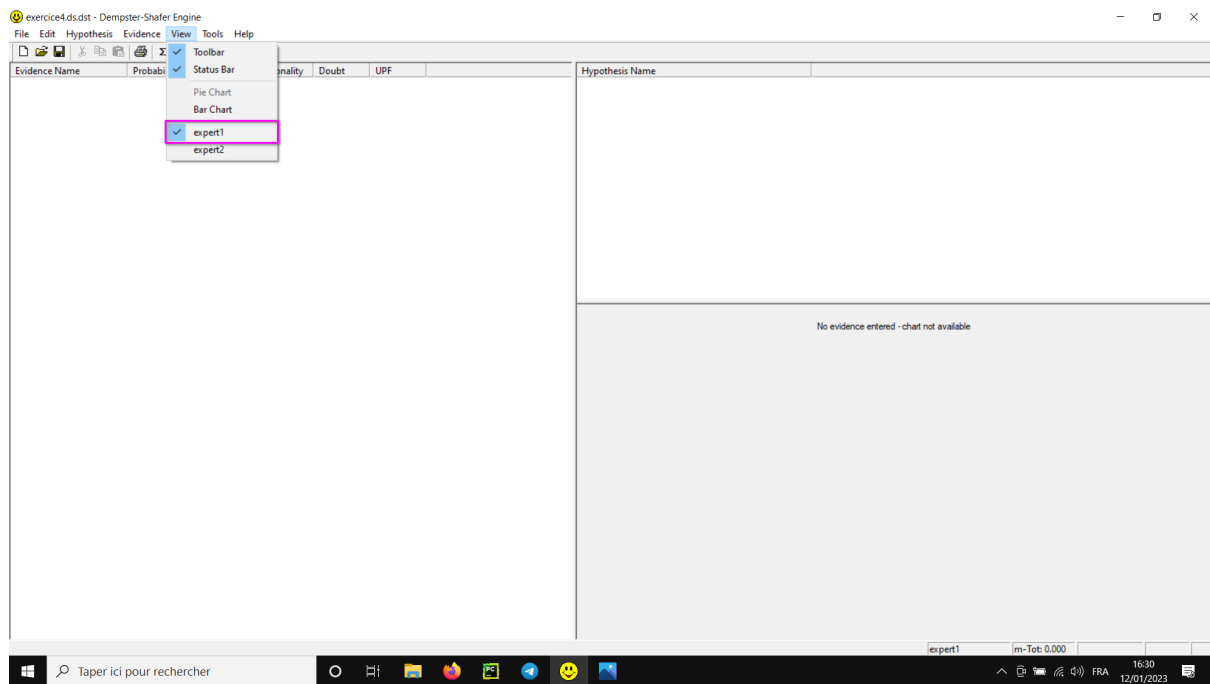 exercice4.ds.dst - Dempster-Shafer Engine
File Edit Hypothesis Evidence View Tools Help
Σ
Toolbar
Status Bar
Pie Chart
Bar Chart
expert1
expert2
Evidence Name Doubt UPF
Hypothesis Name
No evidence entered - chart not available
expert1 m-Tot: 0.000
Taper ici pour rechercher
PC
FRA
16:30
12/01/2023